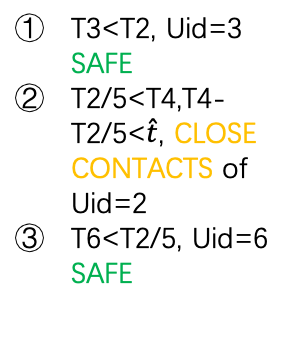 ① T3<T2, Uid=3
SAFE
② T2/5<T4,T4-
T2/5<t̂, CLOSE
CONTACTS of
Uid=2
③ T6<T2/5, Uid=6
SAFE